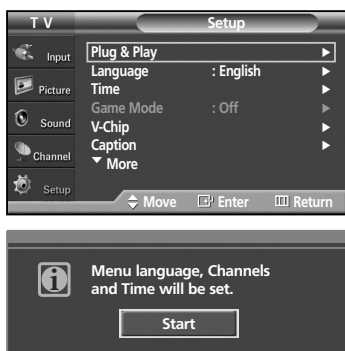 T V Setup
Input
Picture
Sound
Channel
Setup
Plug & Play
Language : English
Time
Game Mode : Off
V-Chip
Caption
More
Move Enter Return
Menu language, Channels
and Time will be set.
Start